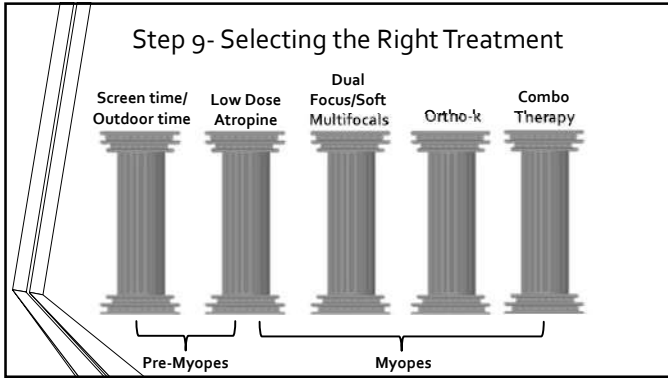 Step 9- Selecting the Right Treatment
Screen time/
Outdoor time
Low Dose
Atropine
Dual
Focus/Soft
Multifocals
Ortho-k
Combo
Therapy
Pre-Myopes
Myopes